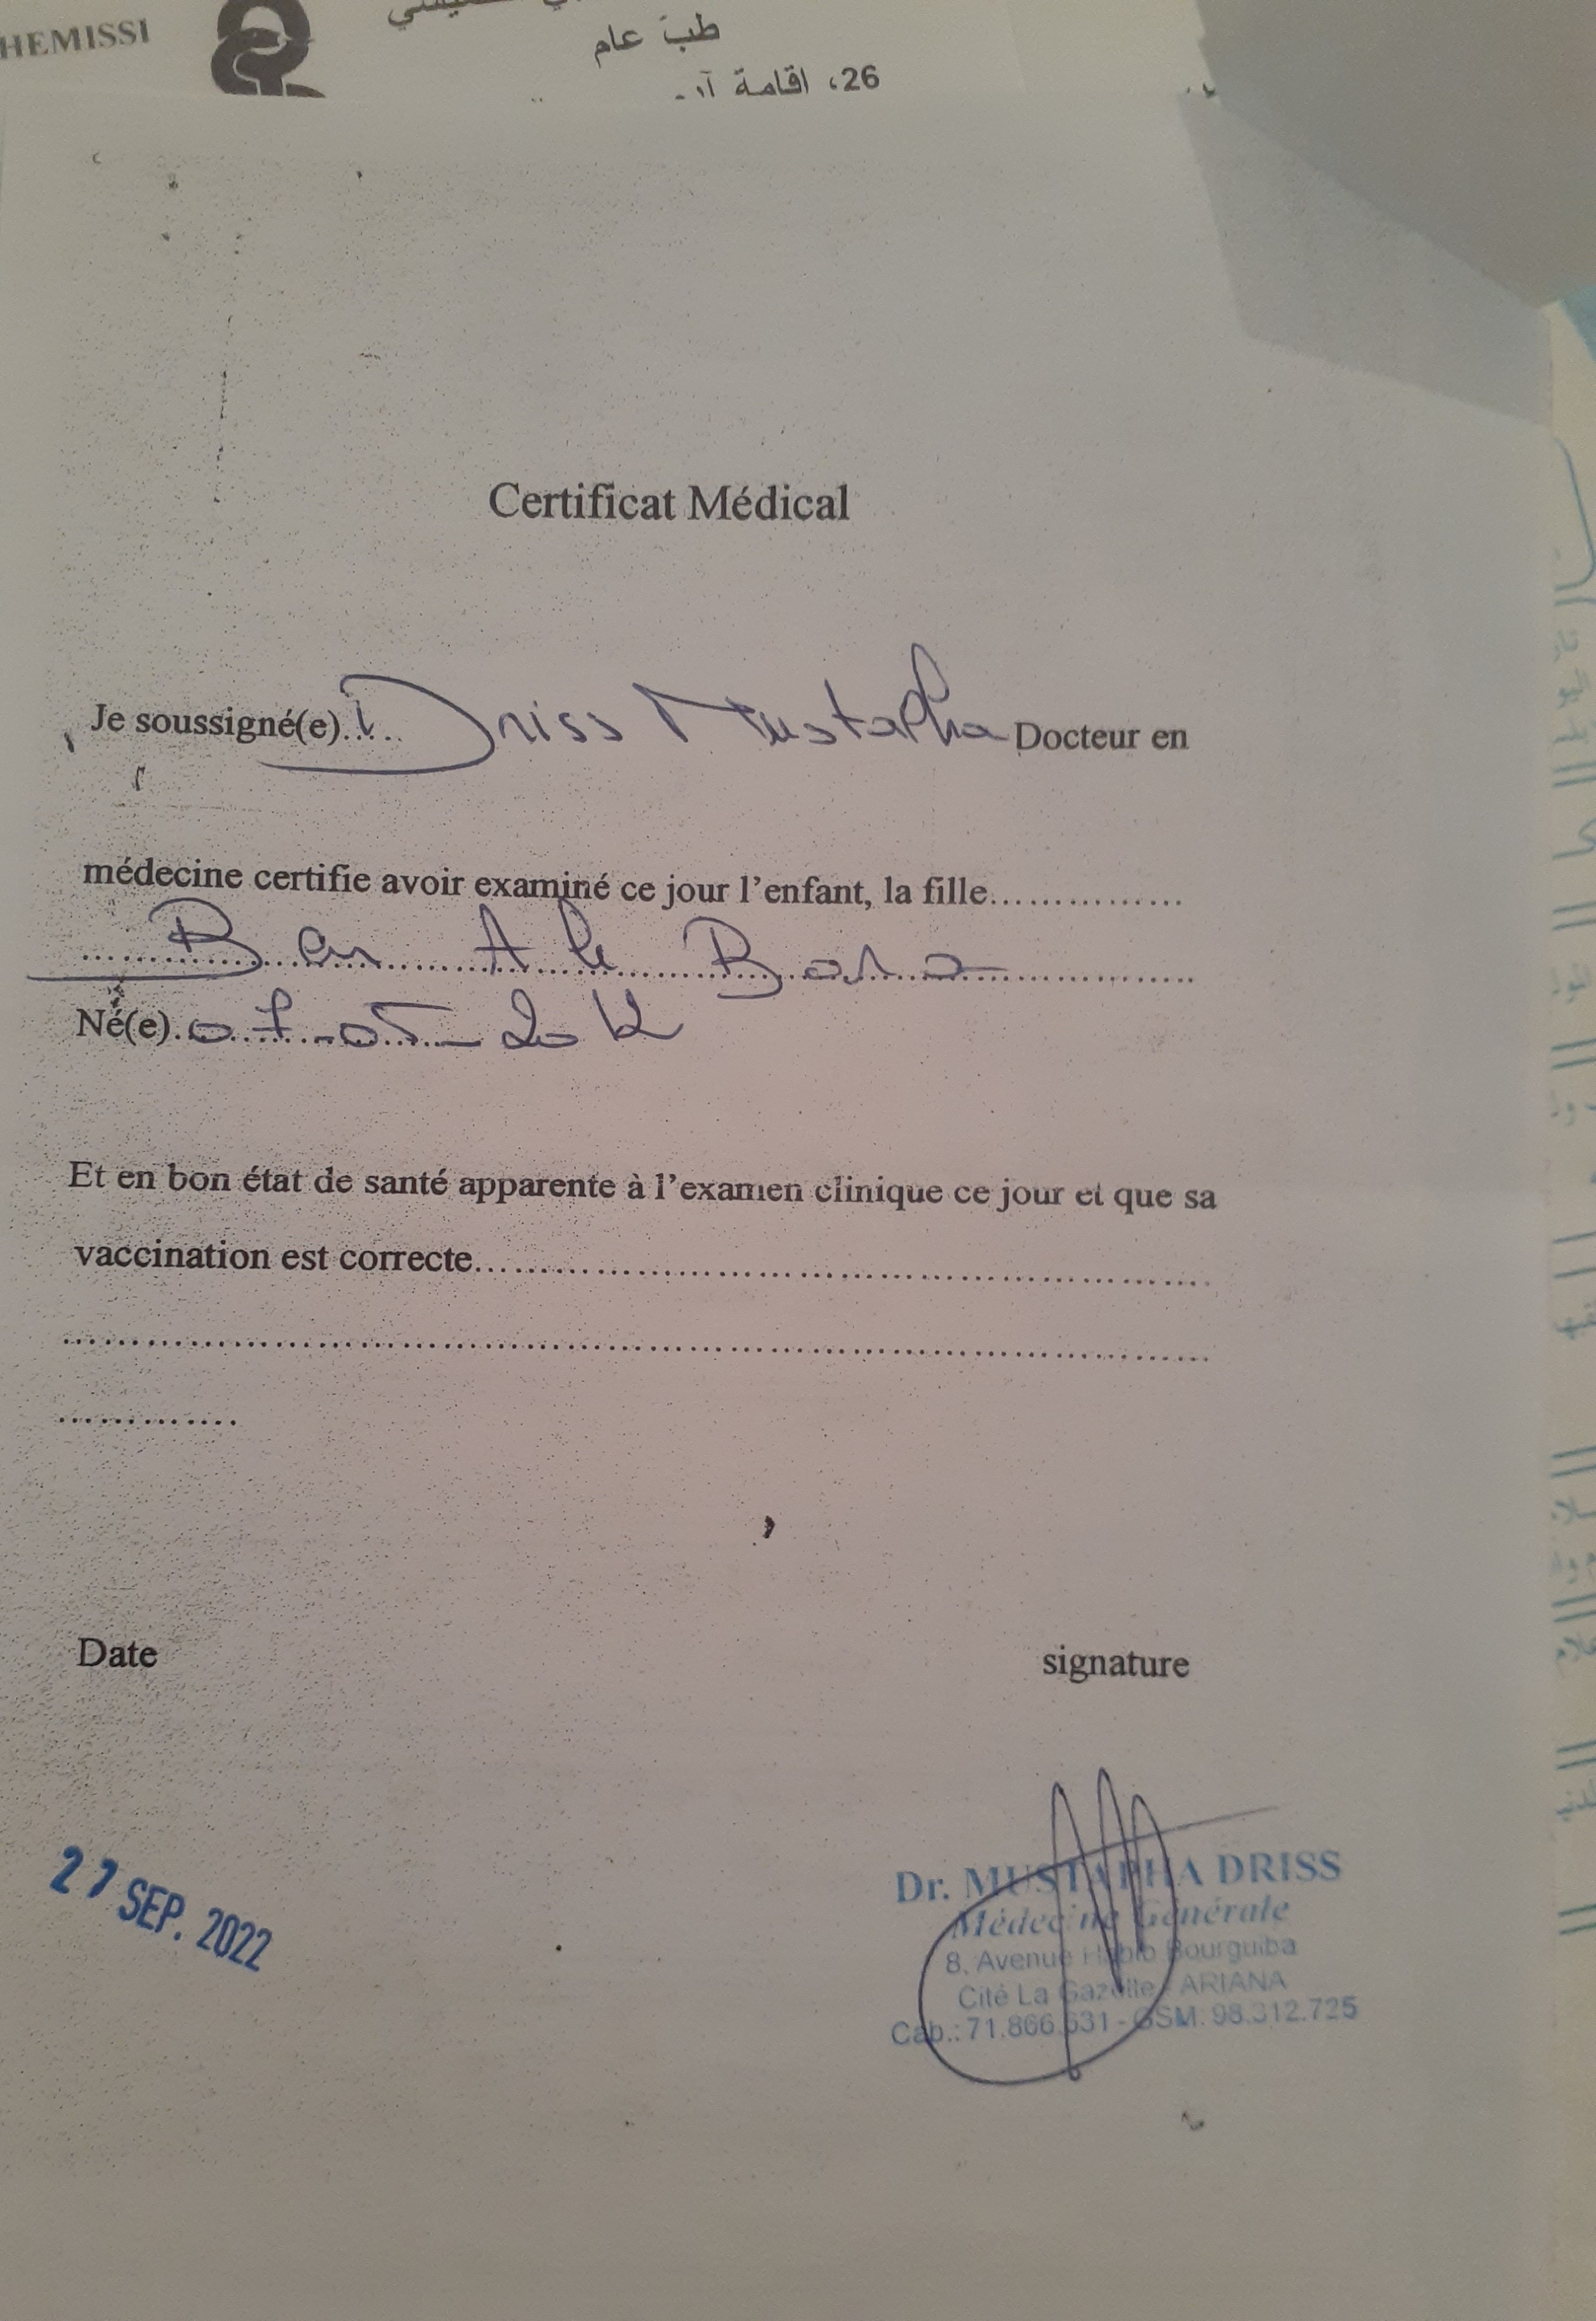 HEMISSI
طب عام
26، اقامة
Certificat Médical
Je soussigné(e)..... Driss Mustapha Docteur en
médecine certifie avoir examiné ce jour l'enfant, la fille...............
Ben Ali
Né(e). 07-05-2012
Et en bon état de santé apparente à l'examen clinique ce jour et que sa
vaccination est correcte.....................................................
..........................................................................
.............
Date signature
27 SEP. 2022
Dr. MUSTAPHA DRISS
Médecine Générale
8, Avenue Habib Bourguiba
Cité La Gazelle - ARIANA
Cab.: 71.866.631 - GSM: 98.312.725